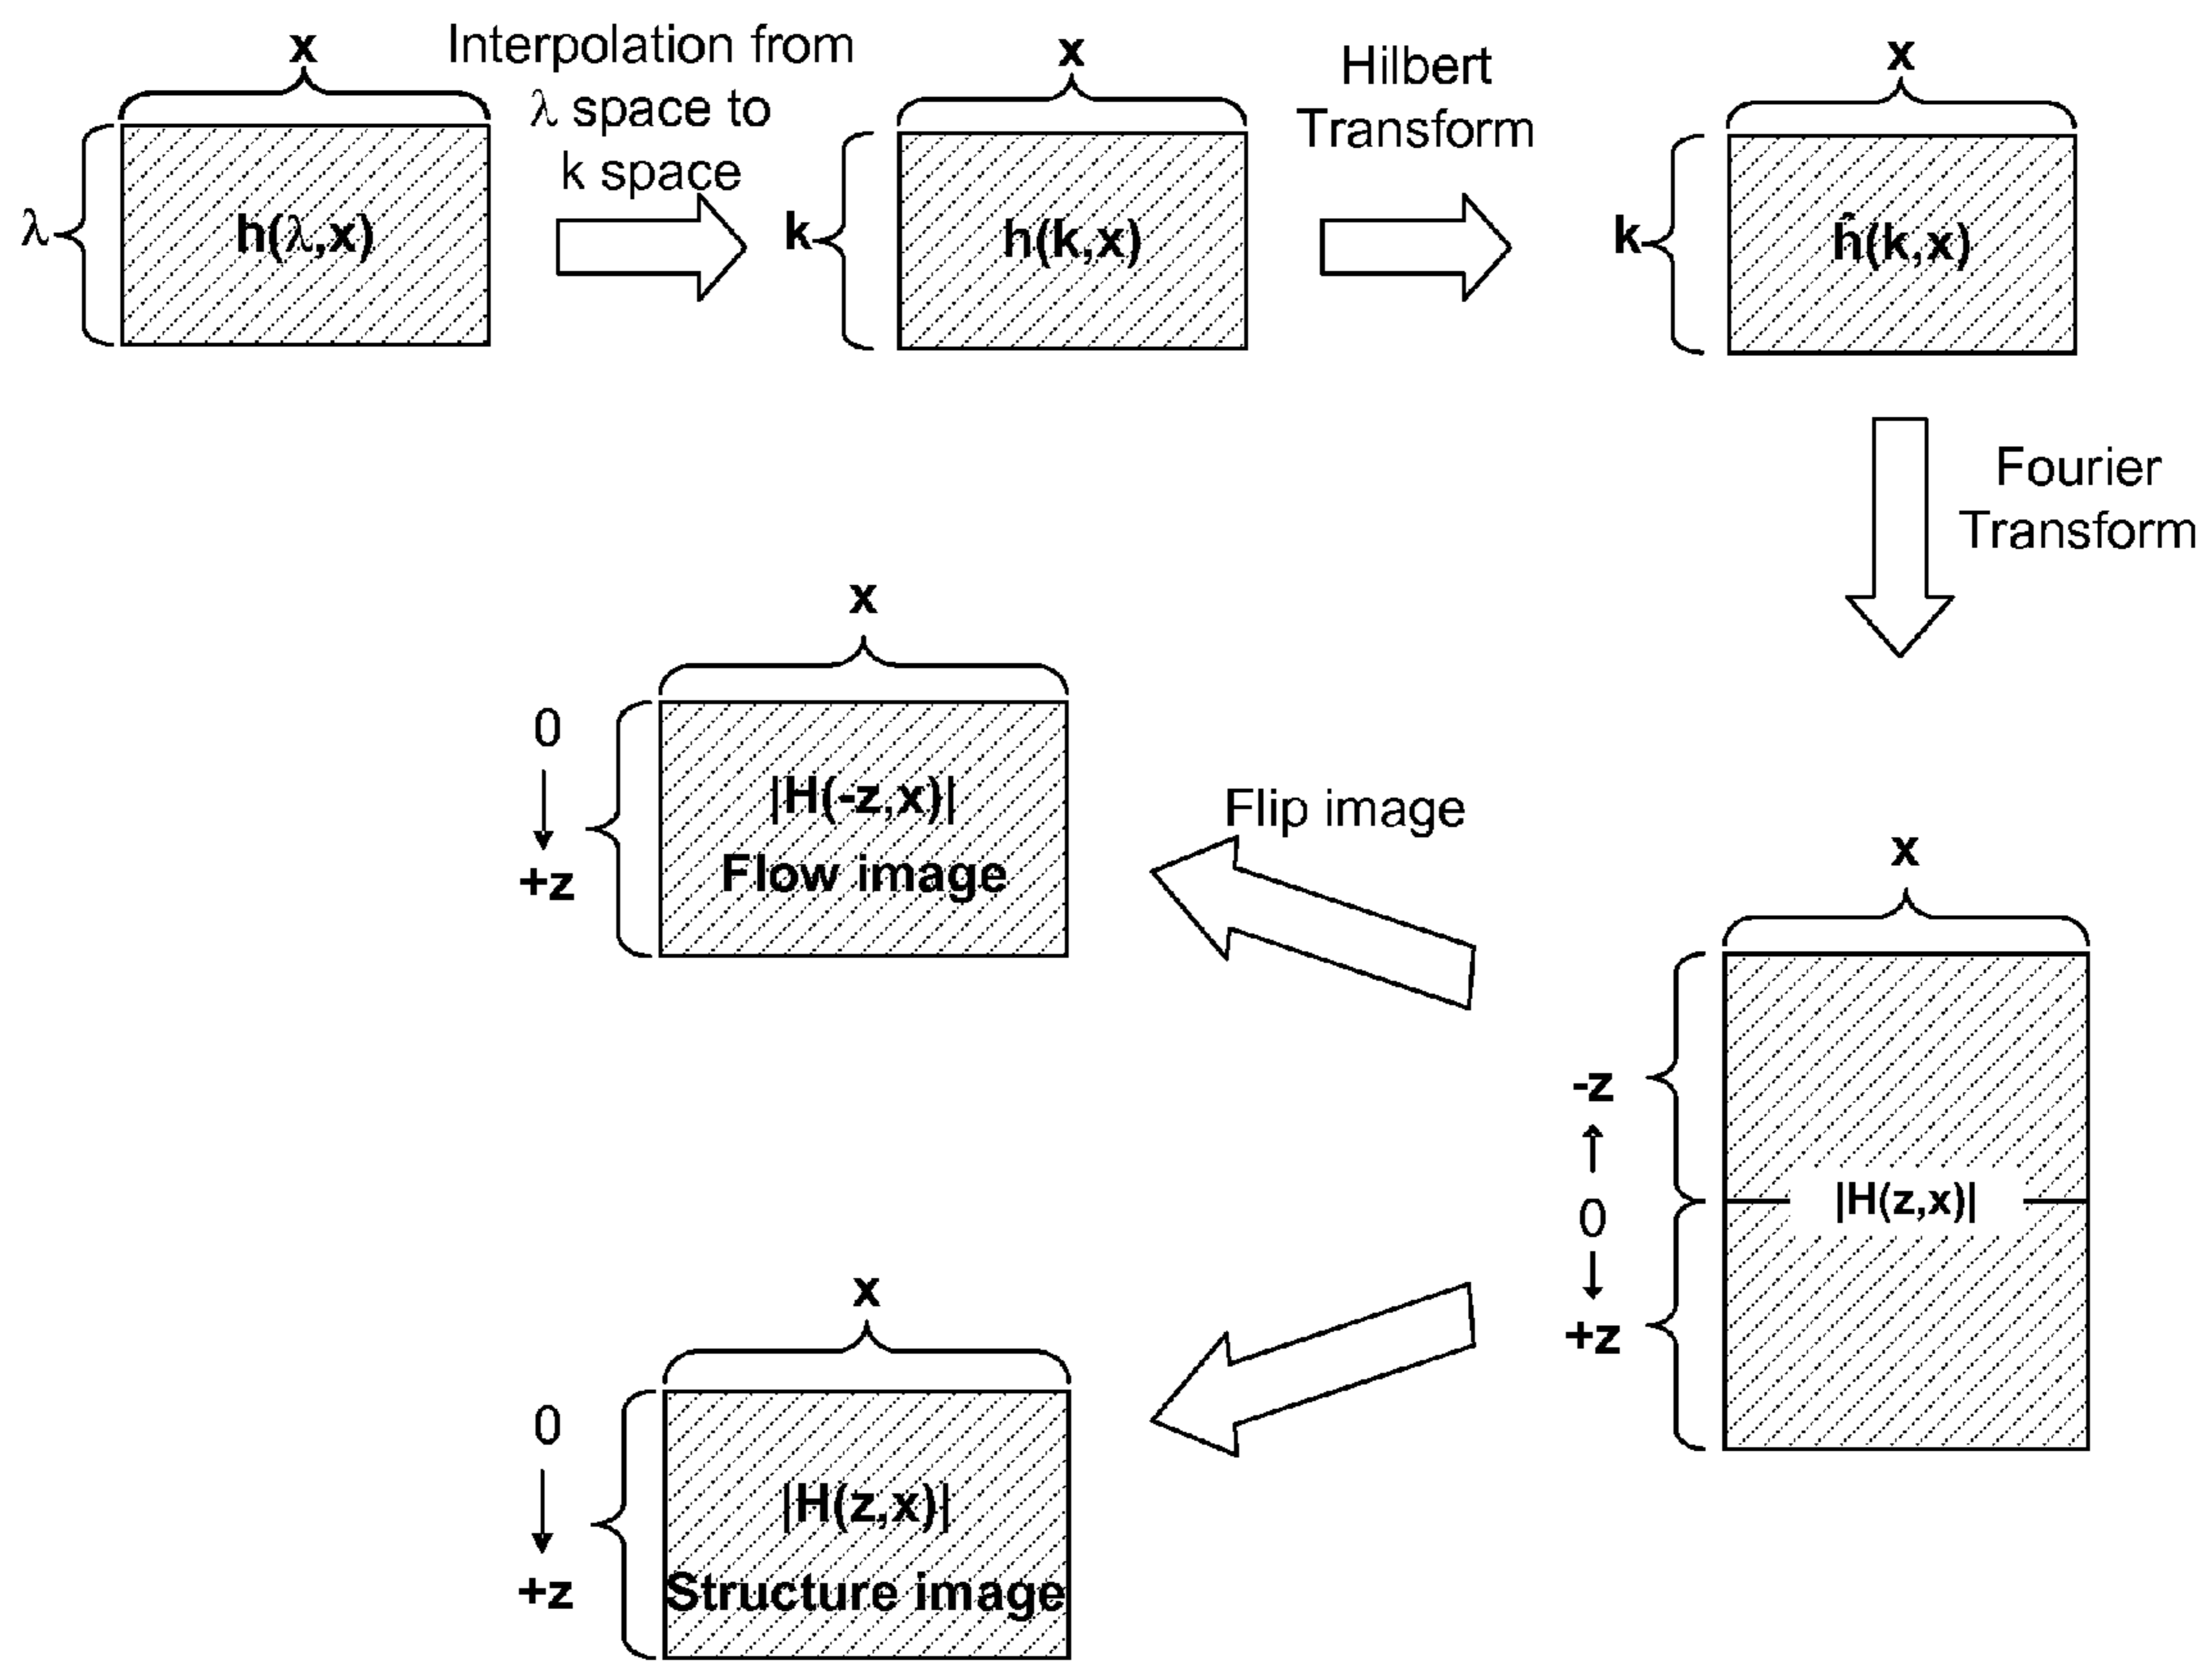 x
Interpolation from
λ space to
k space
λ
h(λ,x)
x
k
h(k,x)
Hilbert
Transform
x
k
ĥ(k,x)
Fourier
Transform
x
0
+z
|H(-z,x)|
Flow image
Flip image
x
-z
0
+z
|H(z,x)|
x
0
+z
|H(z,x)|
Structure image